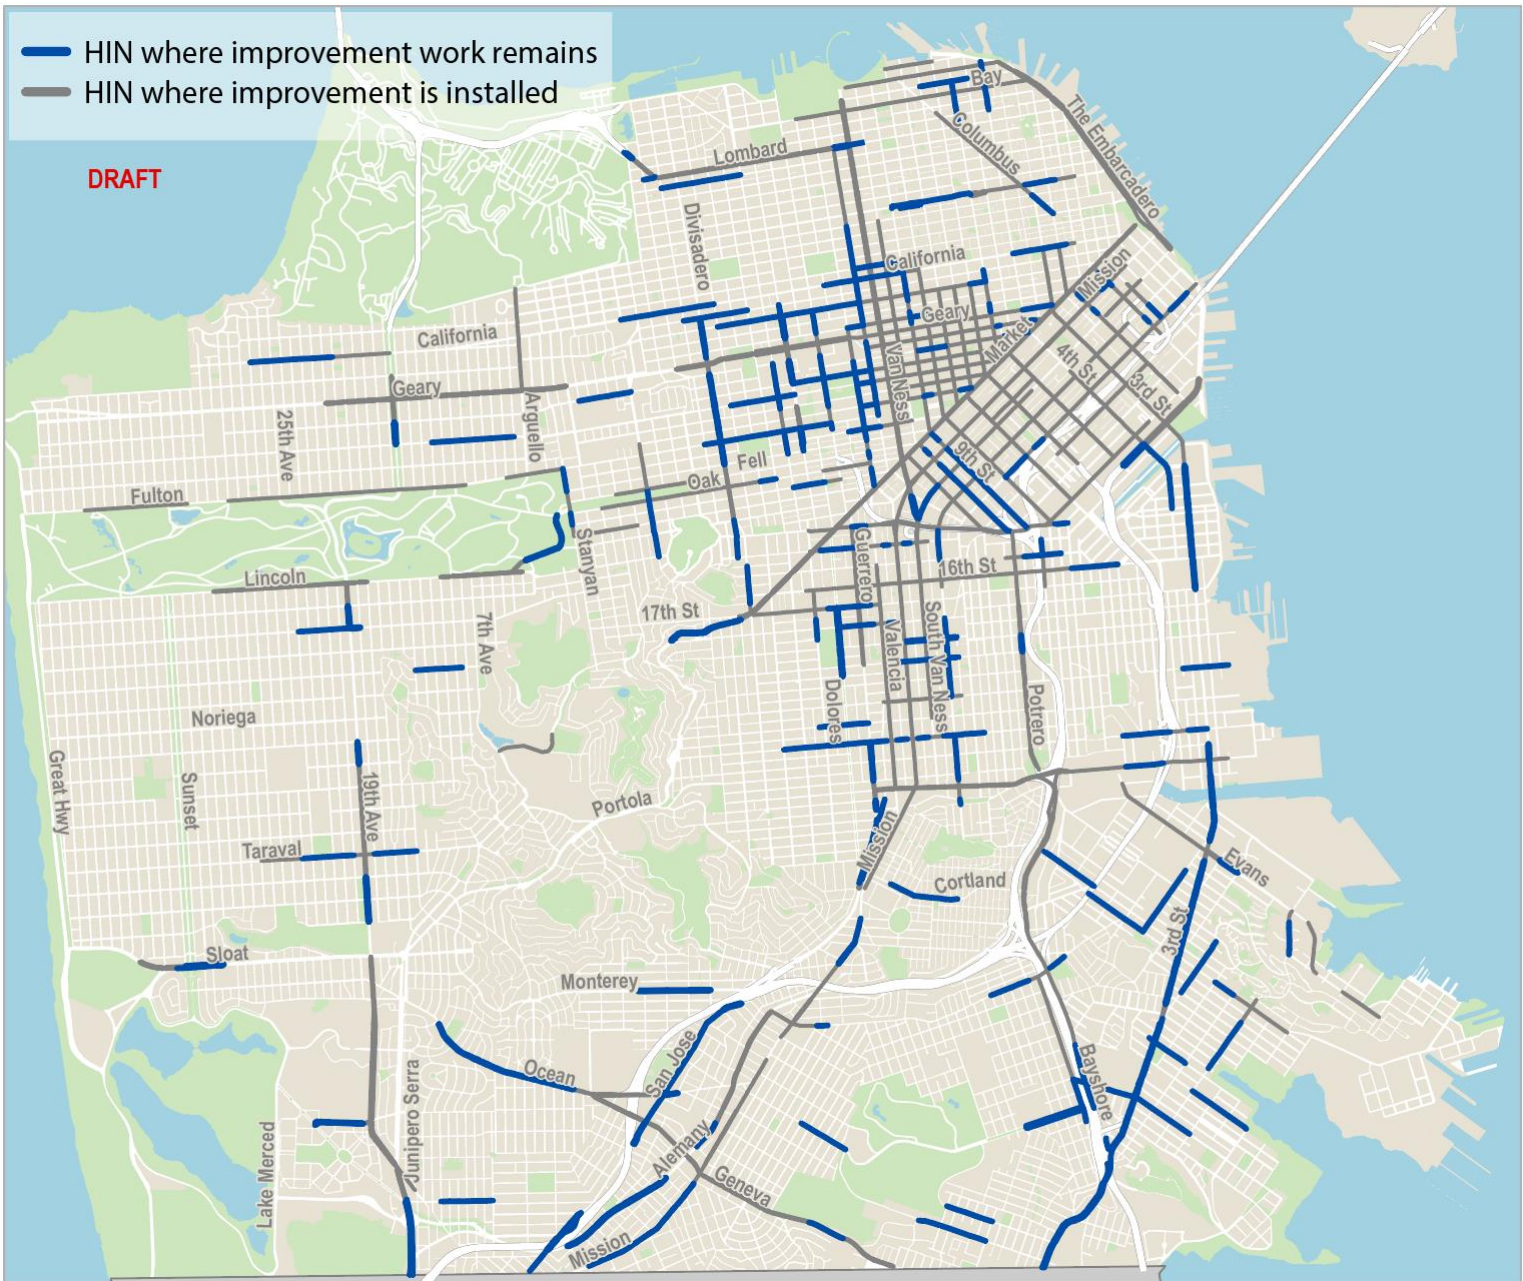 HIN where improvement work remains
HIN where improvement is installed
DRAFT
Bay
The Embarcadero
Columbus
Lombard
Divisadero
California
Mission
Geary
Market
California
Van Ness
4th St
3rd St
Geary
Arguello
25th Ave
9th St
Fell
Oak
Fulton
Stanyan
Guerrero
16th St
Lincoln
17th St
7th Ave
Valencia
South Van Ness
Dolores
Potrero
Noriega
Great Hwy
Sunset
19th Ave
Portola
Taraval
Mission
Evans
Cortland
3rd St
Sloat
Monterey
San Jose
Ocean
Bayshore
Junipero Serra
Lake Merced
Alemany
Geneva
Mission